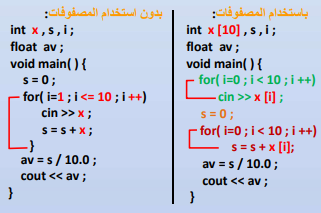 بدون استخدام المصفوفات:
int x , s , i ;
float av ;
void main( ) {
s = 0 ;
for( i=1 ; i <= 10 ; i ++)
cin >> x ;
s = s + x ;
}
av = s / 10.0 ;
cout << av ;
}
باستخدام المصفوفات:
int x [10] , s , i ;
float av ;
void main( ) {
for( i=0 ; i < 10 ; i ++)
cin >> x [i] ;
s = 0 ;
for( i=0 ; i < 10 ; i ++)
s = s + x [i];
av = s / 10.0 ;
cout << av ;
}